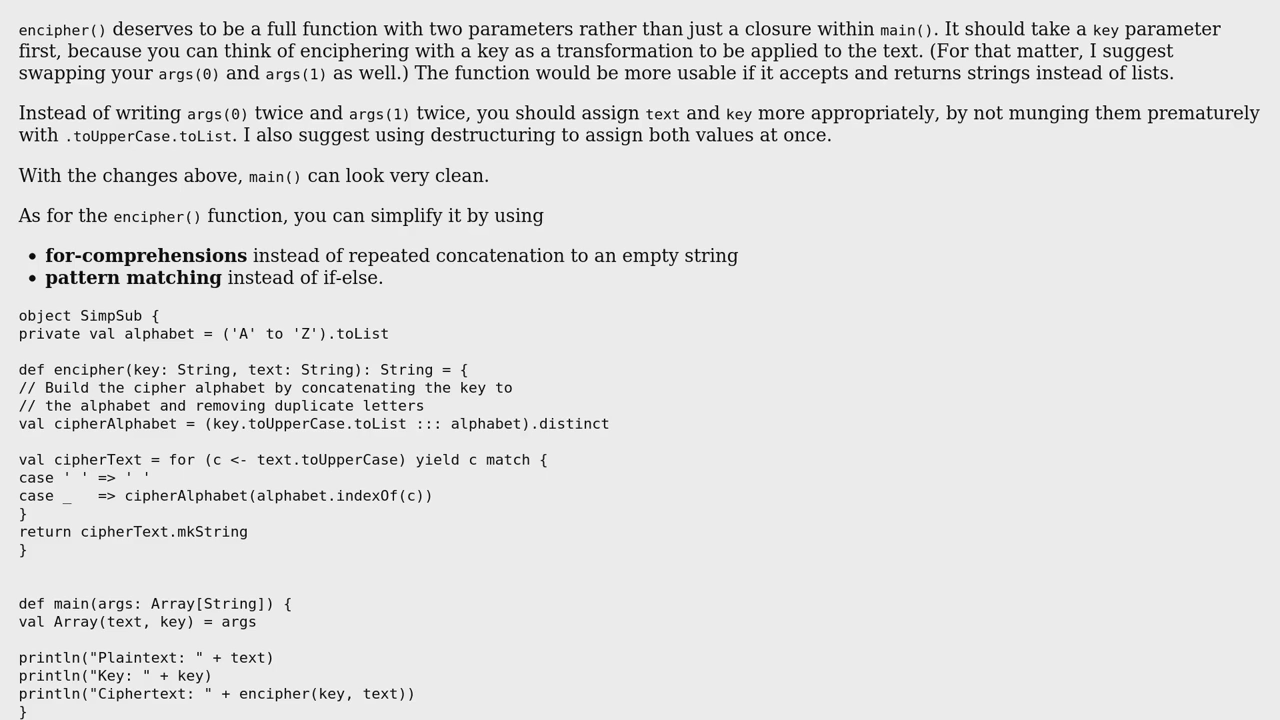 encipher() deserves to be a full function with two parameters rather than just a closure within main(). It should take a key parameter
first, because you can think of enciphering with a key as a transformation to be applied to the text. (For that matter, I suggest
swapping your args(0) and args(1) as well.) The function would be more usable if it accepts and returns strings instead of lists.
Instead of writing args(0) twice and args(1) twice, you should assign text and key more appropriately, by not munging them prematurely
with .toUpperCase.toList. I also suggest using destructuring to assign both values at once.
With the changes above, main() can look very clean.
As for the encipher() function, you can simplify it by using
• for-comprehensions instead of repeated concatenation to an empty string
• pattern matching instead of if-else.
object SimpSub {
private val alphabet = ('A' to 'Z').toList
def encipher(key: String, text: String): String = {
// Build the cipher alphabet by concatenating the key to
// the alphabet and removing duplicate letters
val cipherAlphabet = (key.toUpperCase.toList ::: alphabet).distinct
val cipherText = for (c <- text.toUpperCase) yield c match {
case ' ' => ' '
case _   => cipherAlphabet(alphabet.indexOf(c))
}
return cipherText.mkString
}
def main(args: Array[String]) {
val Array(text, key) = args
println("Plaintext: " + text)
println("Key: " + key)
println("Ciphertext: " + encipher(key, text))
}